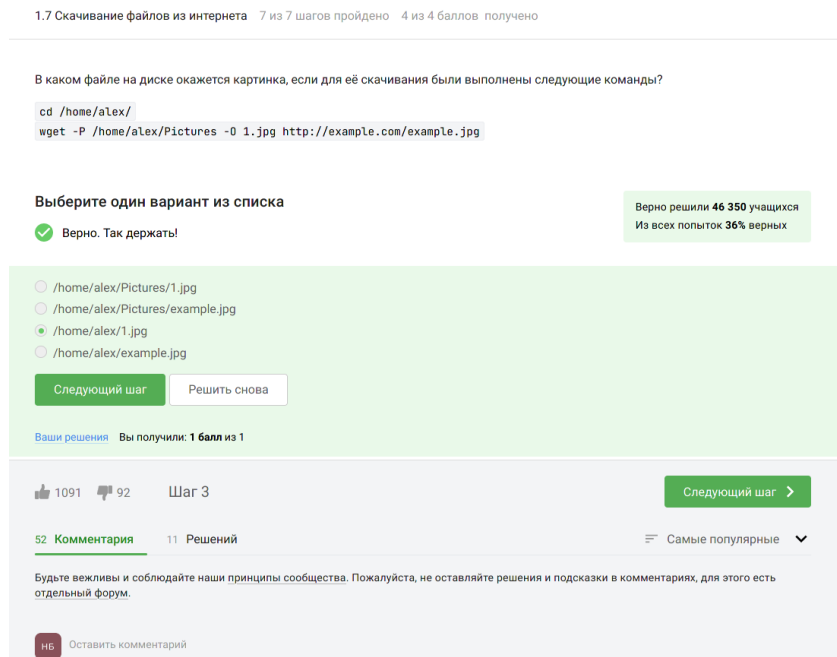 1.7 Скачивание файлов из интернета 7 из 7 шагов пройдено 4 из 4 баллов получено
В каком файле на диске окажется картинка, если для её скачивания были выполнены следующие команды?
cd /home/alex/
wget -P /home/alex/Pictures -O 1.jpg http://example.com/example.jpg
Выберите один вариант из списка
Верно. Так держать!
Верно решили 46 350 учащихся
Из всех попыток 36% верных
/home/alex/Pictures/1.jpg
/home/alex/Pictures/example.jpg
/home/alex/1.jpg
/home/alex/example.jpg
Следующий шаг Решить снова
Ваши решения Вы получили: 1 балл из 1
1091 92 Шаг 3 Следующий шаг
52 Комментария 11 Решений Самые популярные
Будьте вежливы и соблюдайте наши принципы сообщества. Пожалуйста, не оставляйте решения и подсказки в комментариях, для этого есть
отдельный форум.
НБ Оставить комментарий